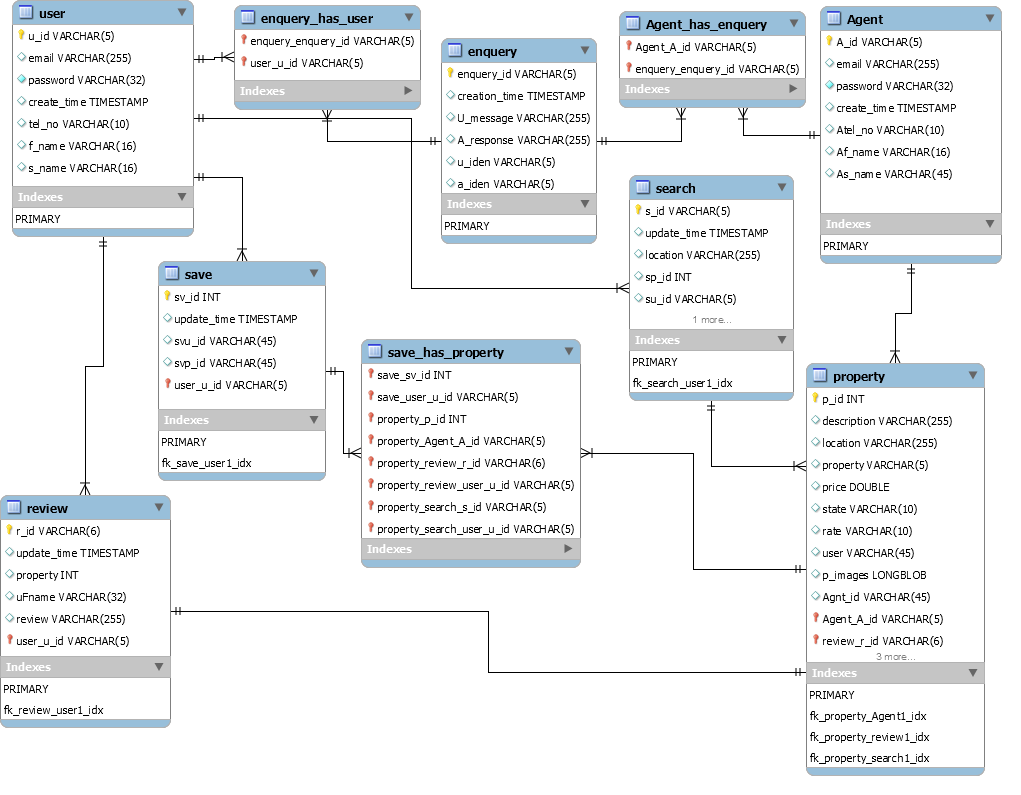 user
u_id VARCHAR(5)
email VARCHAR(255)
password VARCHAR(32)
create_time TIMESTAMP
tel_no VARCHAR(10)
f_name VARCHAR(16)
s_name VARCHAR(16)
Indexes
PRIMARY
enquery_has_user
enquery_enquery_id VARCHAR(5)
user_u_id VARCHAR(5)
Indexes
enquery
enquery_id VARCHAR(5)
creation_time TIMESTAMP
U_message VARCHAR(255)
A_response VARCHAR(255)
u_iden VARCHAR(5)
a_iden VARCHAR(5)
Indexes
PRIMARY
Agent_has_enquery
Agent_A_id VARCHAR(5)
enquery_enquery_id VARCHAR(5)
Indexes
Agent
A_id VARCHAR(5)
email VARCHAR(255)
password VARCHAR(32)
create_time TIMESTAMP
Atel_no VARCHAR(10)
Af_name VARCHAR(16)
As_name VARCHAR(45)
Indexes
PRIMARY
search
s_id VARCHAR(5)
update_time TIMESTAMP
location VARCHAR(255)
sp_id INT
su_id VARCHAR(5)
1 more...
Indexes
PRIMARY
fk_search_user1_idx
save
sv_id INT
update_time TIMESTAMP
svu_id VARCHAR(45)
svp_id VARCHAR(45)
user_u_id VARCHAR(5)
Indexes
PRIMARY
fk_save_user1_idx
save_has_property
save_sv_id INT
save_user_u_id VARCHAR(5)
property_p_id INT
property_Agent_A_id VARCHAR(5)
property_review_r_id VARCHAR(6)
property_review_user_u_id VARCHAR(5)
property_search_s_id VARCHAR(5)
property_search_user_u_id VARCHAR(5)
Indexes
property
p_id INT
description VARCHAR(255)
location VARCHAR(255)
property VARCHAR(5)
price DOUBLE
state VARCHAR(10)
rate VARCHAR(10)
user VARCHAR(45)
p_images LONGBLOB
Agnt_id VARCHAR(45)
Agent_A_id VARCHAR(5)
review_r_id VARCHAR(6)
3 more...
Indexes
PRIMARY
fk_property_Agent1_idx
fk_property_review1_idx
fk_property_search1_idx
review
r_id VARCHAR(6)
update_time TIMESTAMP
property INT
uFname VARCHAR(32)
review VARCHAR(255)
user_u_id VARCHAR(5)
Indexes
PRIMARY
fk_review_user1_idx